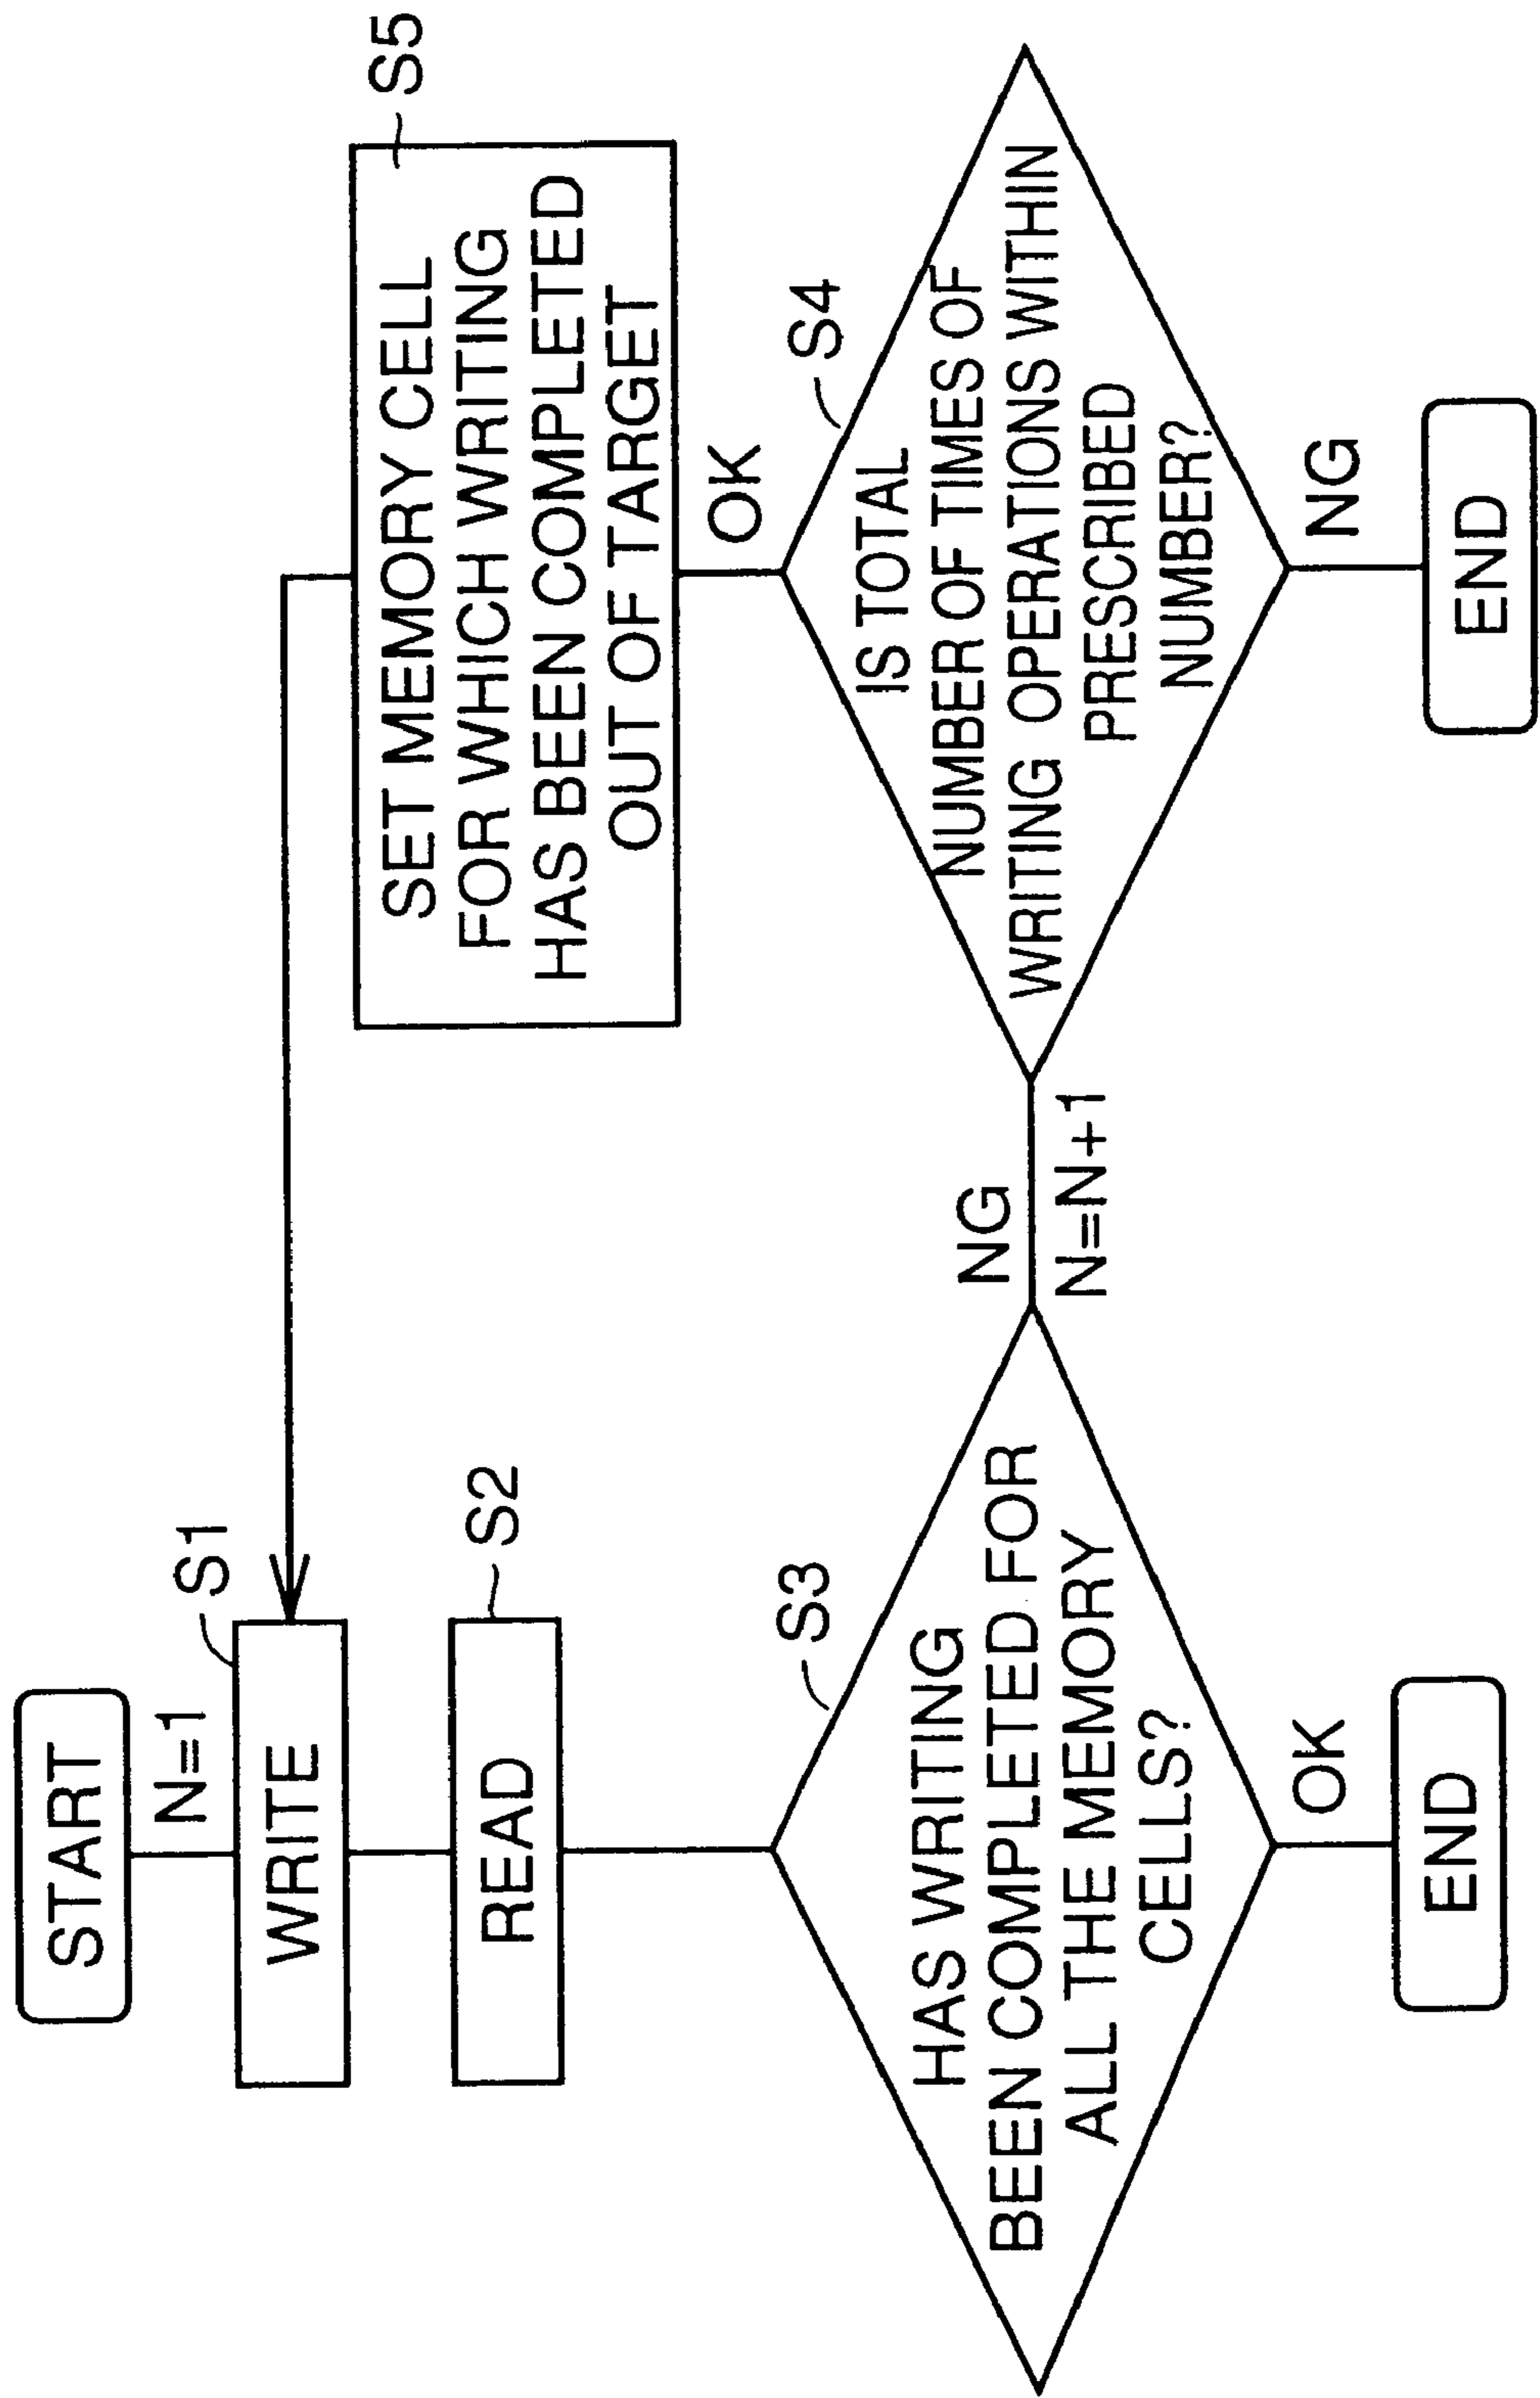 START
N=1
S1
WRITE
S2
READ
S3
HAS WRITING
BEEN COMPLETED FOR
ALL THE MEMORY
CELLS?
OK
END
NG
N=N+1
S5
SET MEMORY CELL
FOR WHICH WRITING
HAS BEEN COMPLETED
OUT OF TARGET
OK
S4
IS TOTAL
NUMBER OF TIMES OF
WRITING OPERATIONS WITHIN
PRESCRIBED
NUMBER?
NG
END